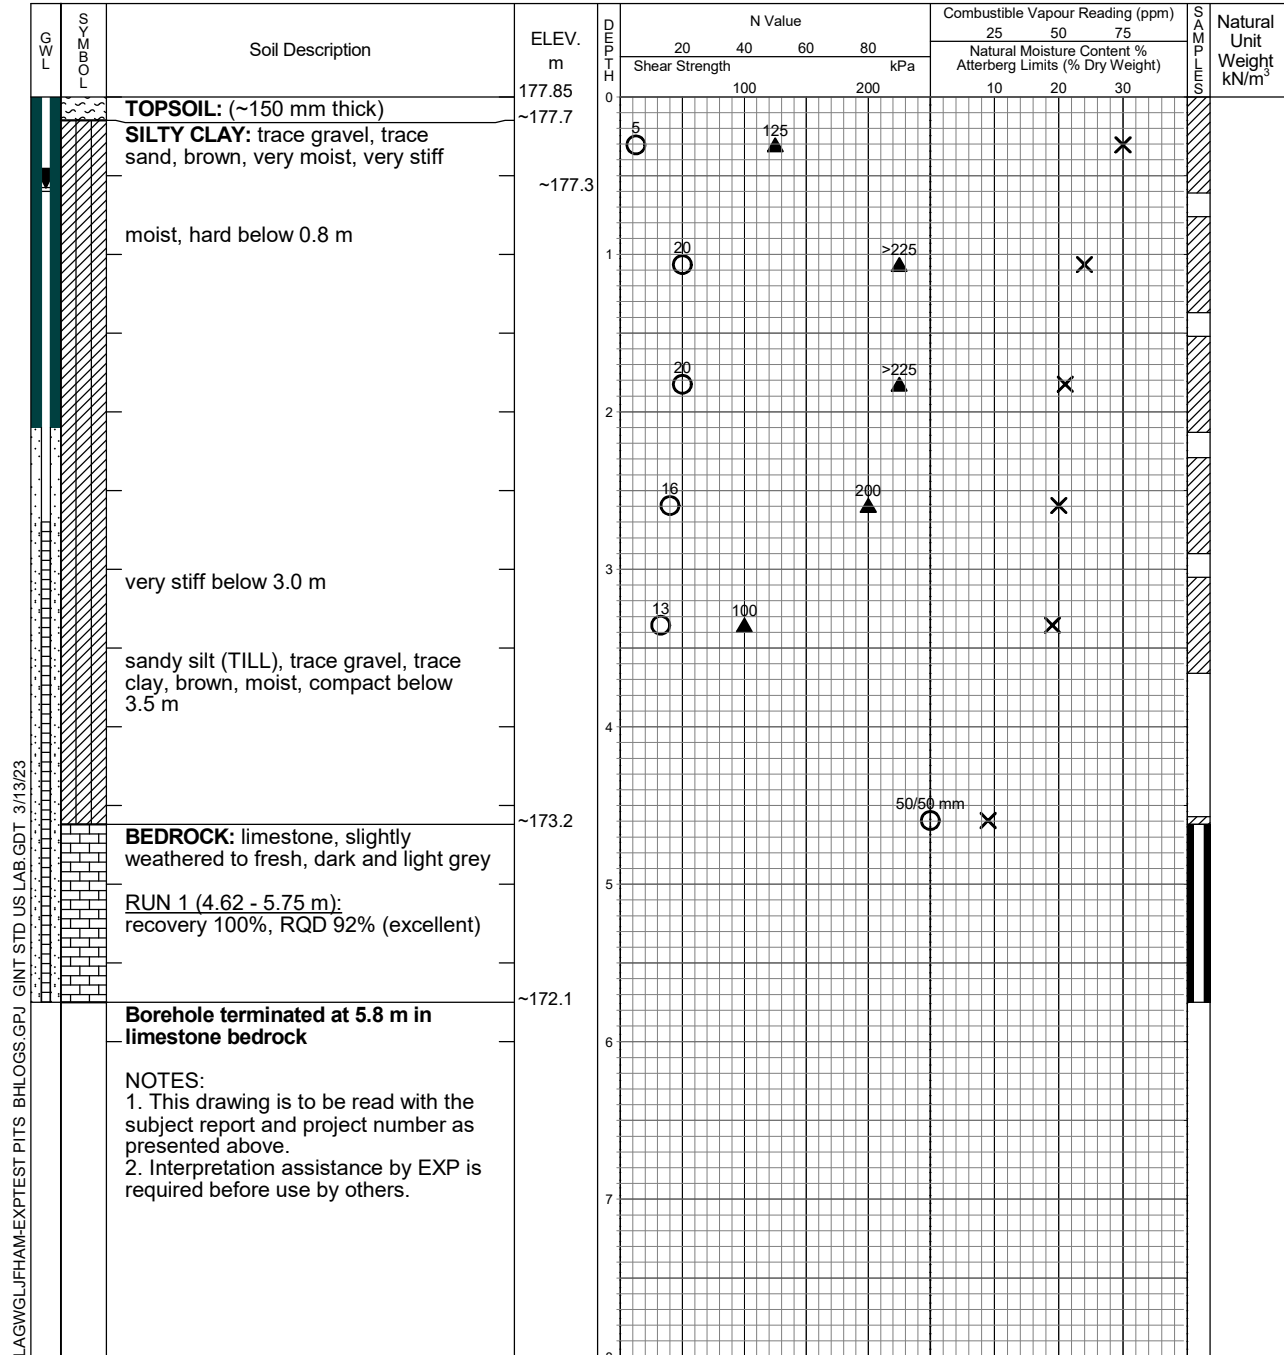 GWL
SYMBOL
Soil Description
ELEV.
m
177.85
DEPTH
N Value
20 40 60 80
Shear Strength kPa
100 200
Combustible Vapour Reading (ppm)
25 50 75
Natural Moisture Content %
Atterberg Limits (% Dry Weight)
10 20 30
SAMPLES
Natural
Unit
Weight
kN/m³
0
TOPSOIL: (~150 mm thick)
~177.7
SILTY CLAY: trace gravel, trace
sand, brown, very moist, very stiff
5 125
~177.3
moist, hard below 0.8 m
20 >225
1
20 >225
2
16 200
3
very stiff below 3.0 m
13 100
sandy silt (TILL), trace gravel, trace
clay, brown, moist, compact below
3.5 m
4
50/50 mm
~173.2
BEDROCK: limestone, slightly
weathered to fresh, dark and light grey
5
RUN 1 (4.62 - 5.75 m):
recovery 100%, RQD 92% (excellent)
~172.1
Borehole terminated at 5.8 m in
limestone bedrock
6
NOTES:
1. This drawing is to be read with the
subject report and project number as
presented above.
2. Interpretation assistance by EXP is
required before use by others.
7
LAGWGLJFHAM-EXPTEST PITS BHLOGS.GPJ GINT STD US LAB.GDT 3/13/23